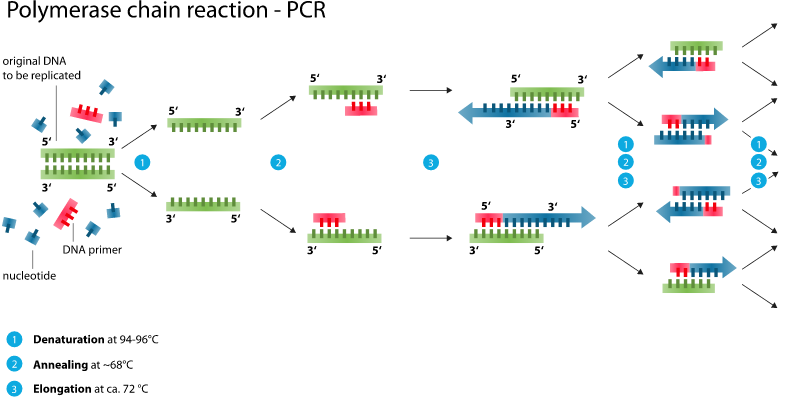 Polymerase chain reaction - PCR
original DNA
to be replicated
5‘ 3‘
3‘ 5‘
DNA primer
nucleotide
1
5‘ 3‘
3‘ 5‘
2
5‘ 3‘
3‘ 5‘
3
5‘ 3‘
3‘ 5‘
5‘ 3‘
3‘ 5‘
1
2
3
1
2
3
1 Denaturation at 94-96°C
2 Annealing at ~68°C
3 Elongation at ca. 72 °C